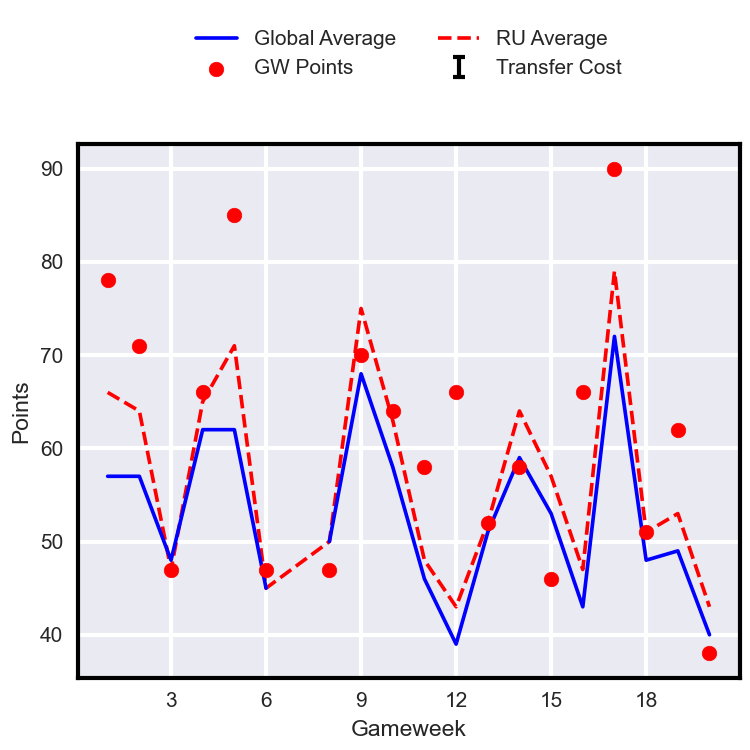 Global Average
GW Points
RU Average
Transfer Cost
90
80
70
60
50
40
Points
3 6 9 12 15 18
Gameweek